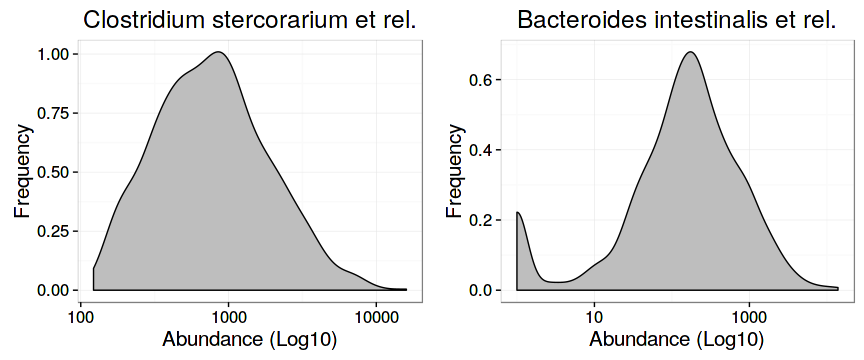 Clostridium stercorarium et rel.
Frequency
1.00
0.75
0.50
0.25
0.00
100 1000 10000
Abundance (Log10)
Bacteroides intestinalis et rel.
Frequency
0.6
0.4
0.2
0.0
10 1000
Abundance (Log10)